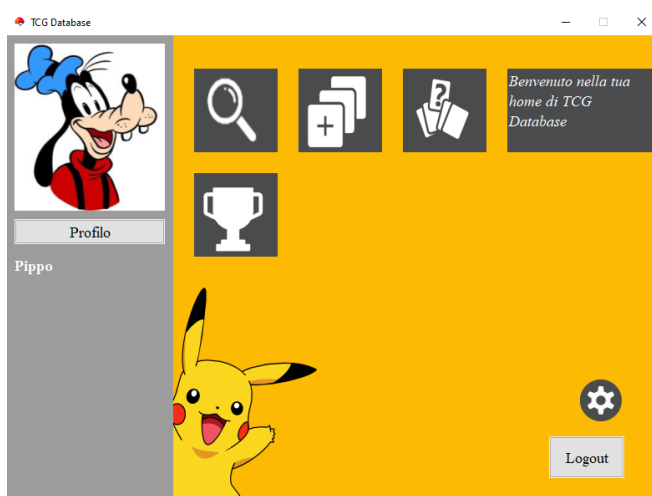 TCG Database
Benvenuto nella tua
home di TCG
Database
?
Profilo
Pippo
Logout